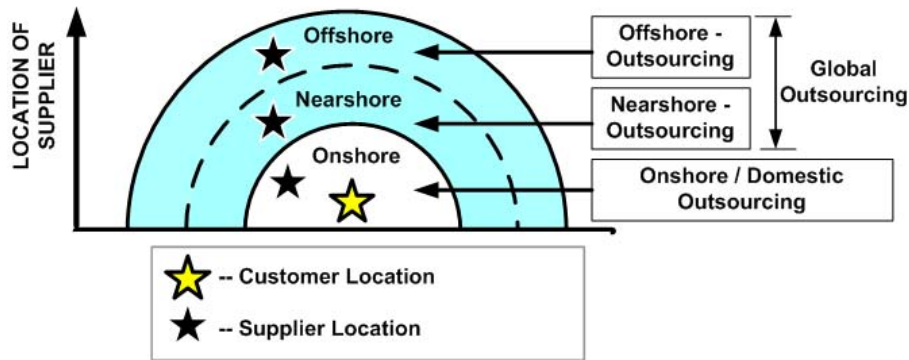 LOCATION OF
SUPPLIER
Offshore
Nearshore
Onshore
Offshore -
Outsourcing
Nearshore -
Outsourcing
Global
Outsourcing
Onshore / Domestic
Outsourcing
-- Customer Location
-- Supplier Location